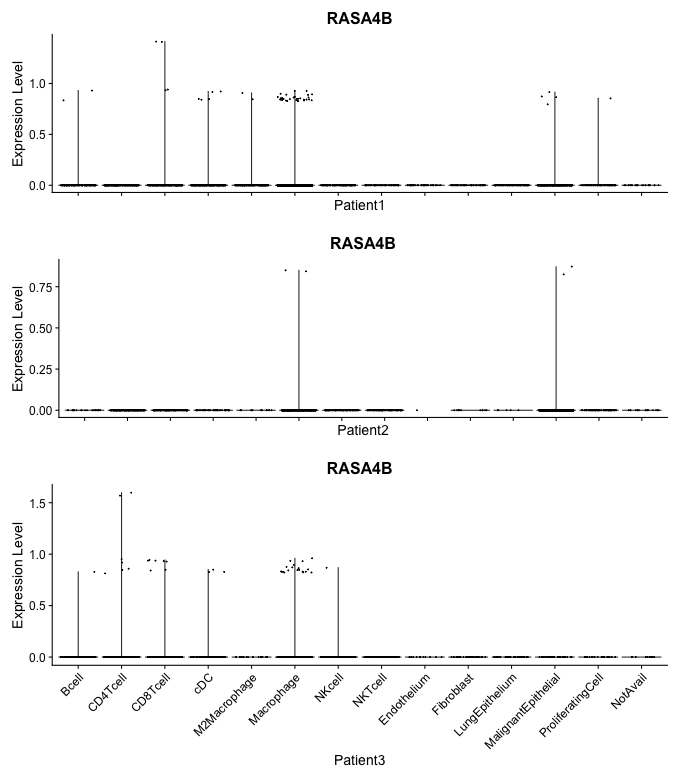 RASA4B
Expression Level
1.0
0.5
0.0
Patient1
RASA4B
Expression Level
0.75
0.50
0.25
0.00
Patient2
RASA4B
Expression Level
1.5
1.0
0.5
0.0
Bcell
CD4Tcell
CD8Tcell
cDC
M2Macrophage
Macrophage
NKcell
NKTcell
Endothelium
Fibroblast
LungEpithelium
MalignantEpithelial
ProliferatingCell
NotAvail
Patient3